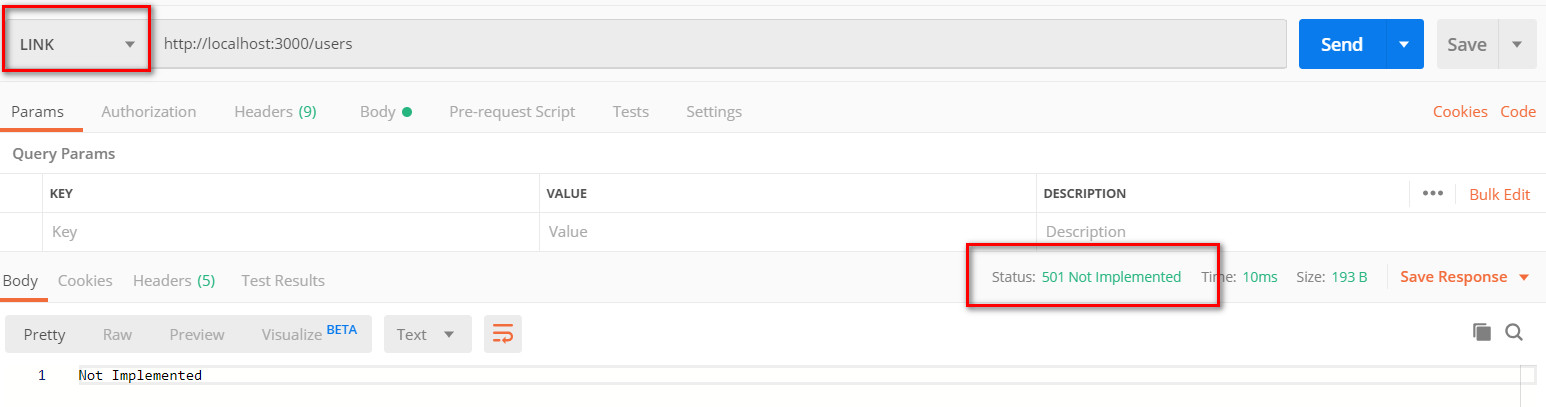 LINK http://localhost:3000/users Send Save
Params Authorization Headers (9) Body Pre-request Script Tests Settings Cookies Code
Query Params
KEY VALUE DESCRIPTION ••• Bulk Edit
Key Value Description
Body Cookies Headers (5) Test Results Status: 501 Not Implemented Time: 10ms Size: 193 B Save Response
Pretty Raw Preview Visualize BETA Text
1 Not Implemented